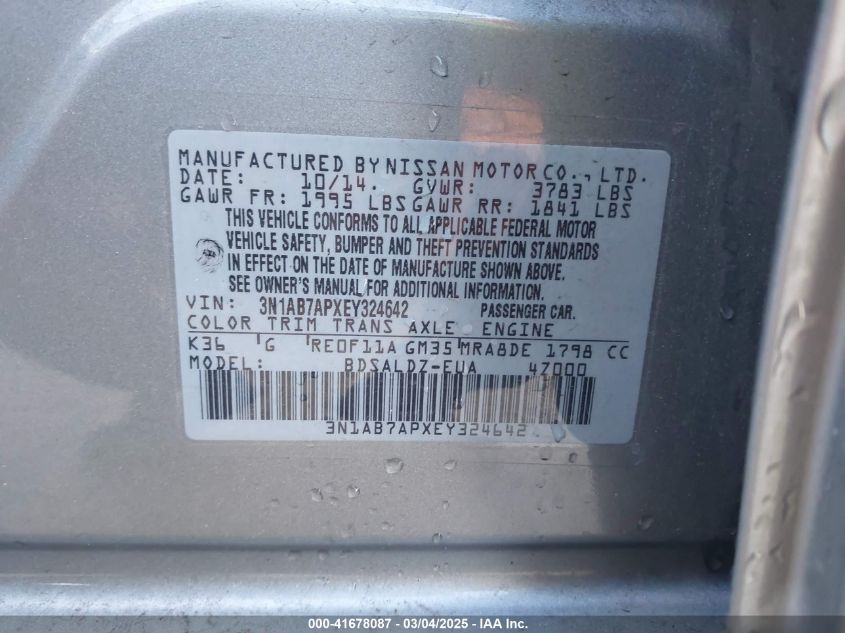 MANUFACTURED BY NISSAN MOTOR CO., LTD.
DATE: 10/14. GVWR: 3783 LBS
GAWR FR: 1995 LBS GAWR RR: 1841 LBS
THIS VEHICLE CONFORMS TO ALL APPLICABLE FEDERAL MOTOR
VEHICLE SAFETY, BUMPER AND THEFT PREVENTION STANDARDS
IN EFFECT ON THE DATE OF MANUFACTURE SHOWN ABOVE.
SEE OWNER'S MANUAL FOR ADDITIONAL INFORMATION.
VIN: 3N1AB7APXEY324642 PASSENGER CAR.
COLOR TRIM TRANS AXLE ENGINE
K36 G RE0F11A GM35 MRA8DE 1798 CC
MODEL: BDSALDZ-EUA 4Z000
3N1AB7APXEY324642
000-41678087 - 03/04/2025 - IAA Inc.